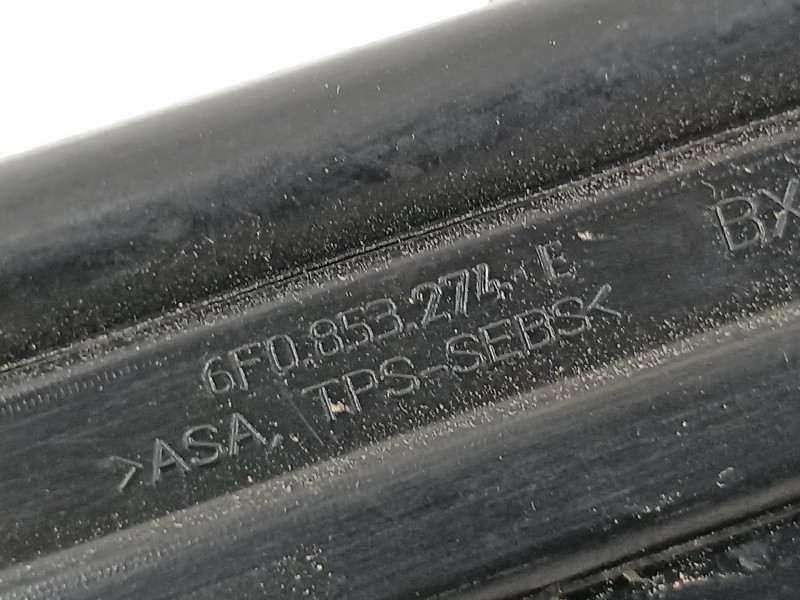 6F0.853.274 E
>ASA, TPS-SEBS<
BX